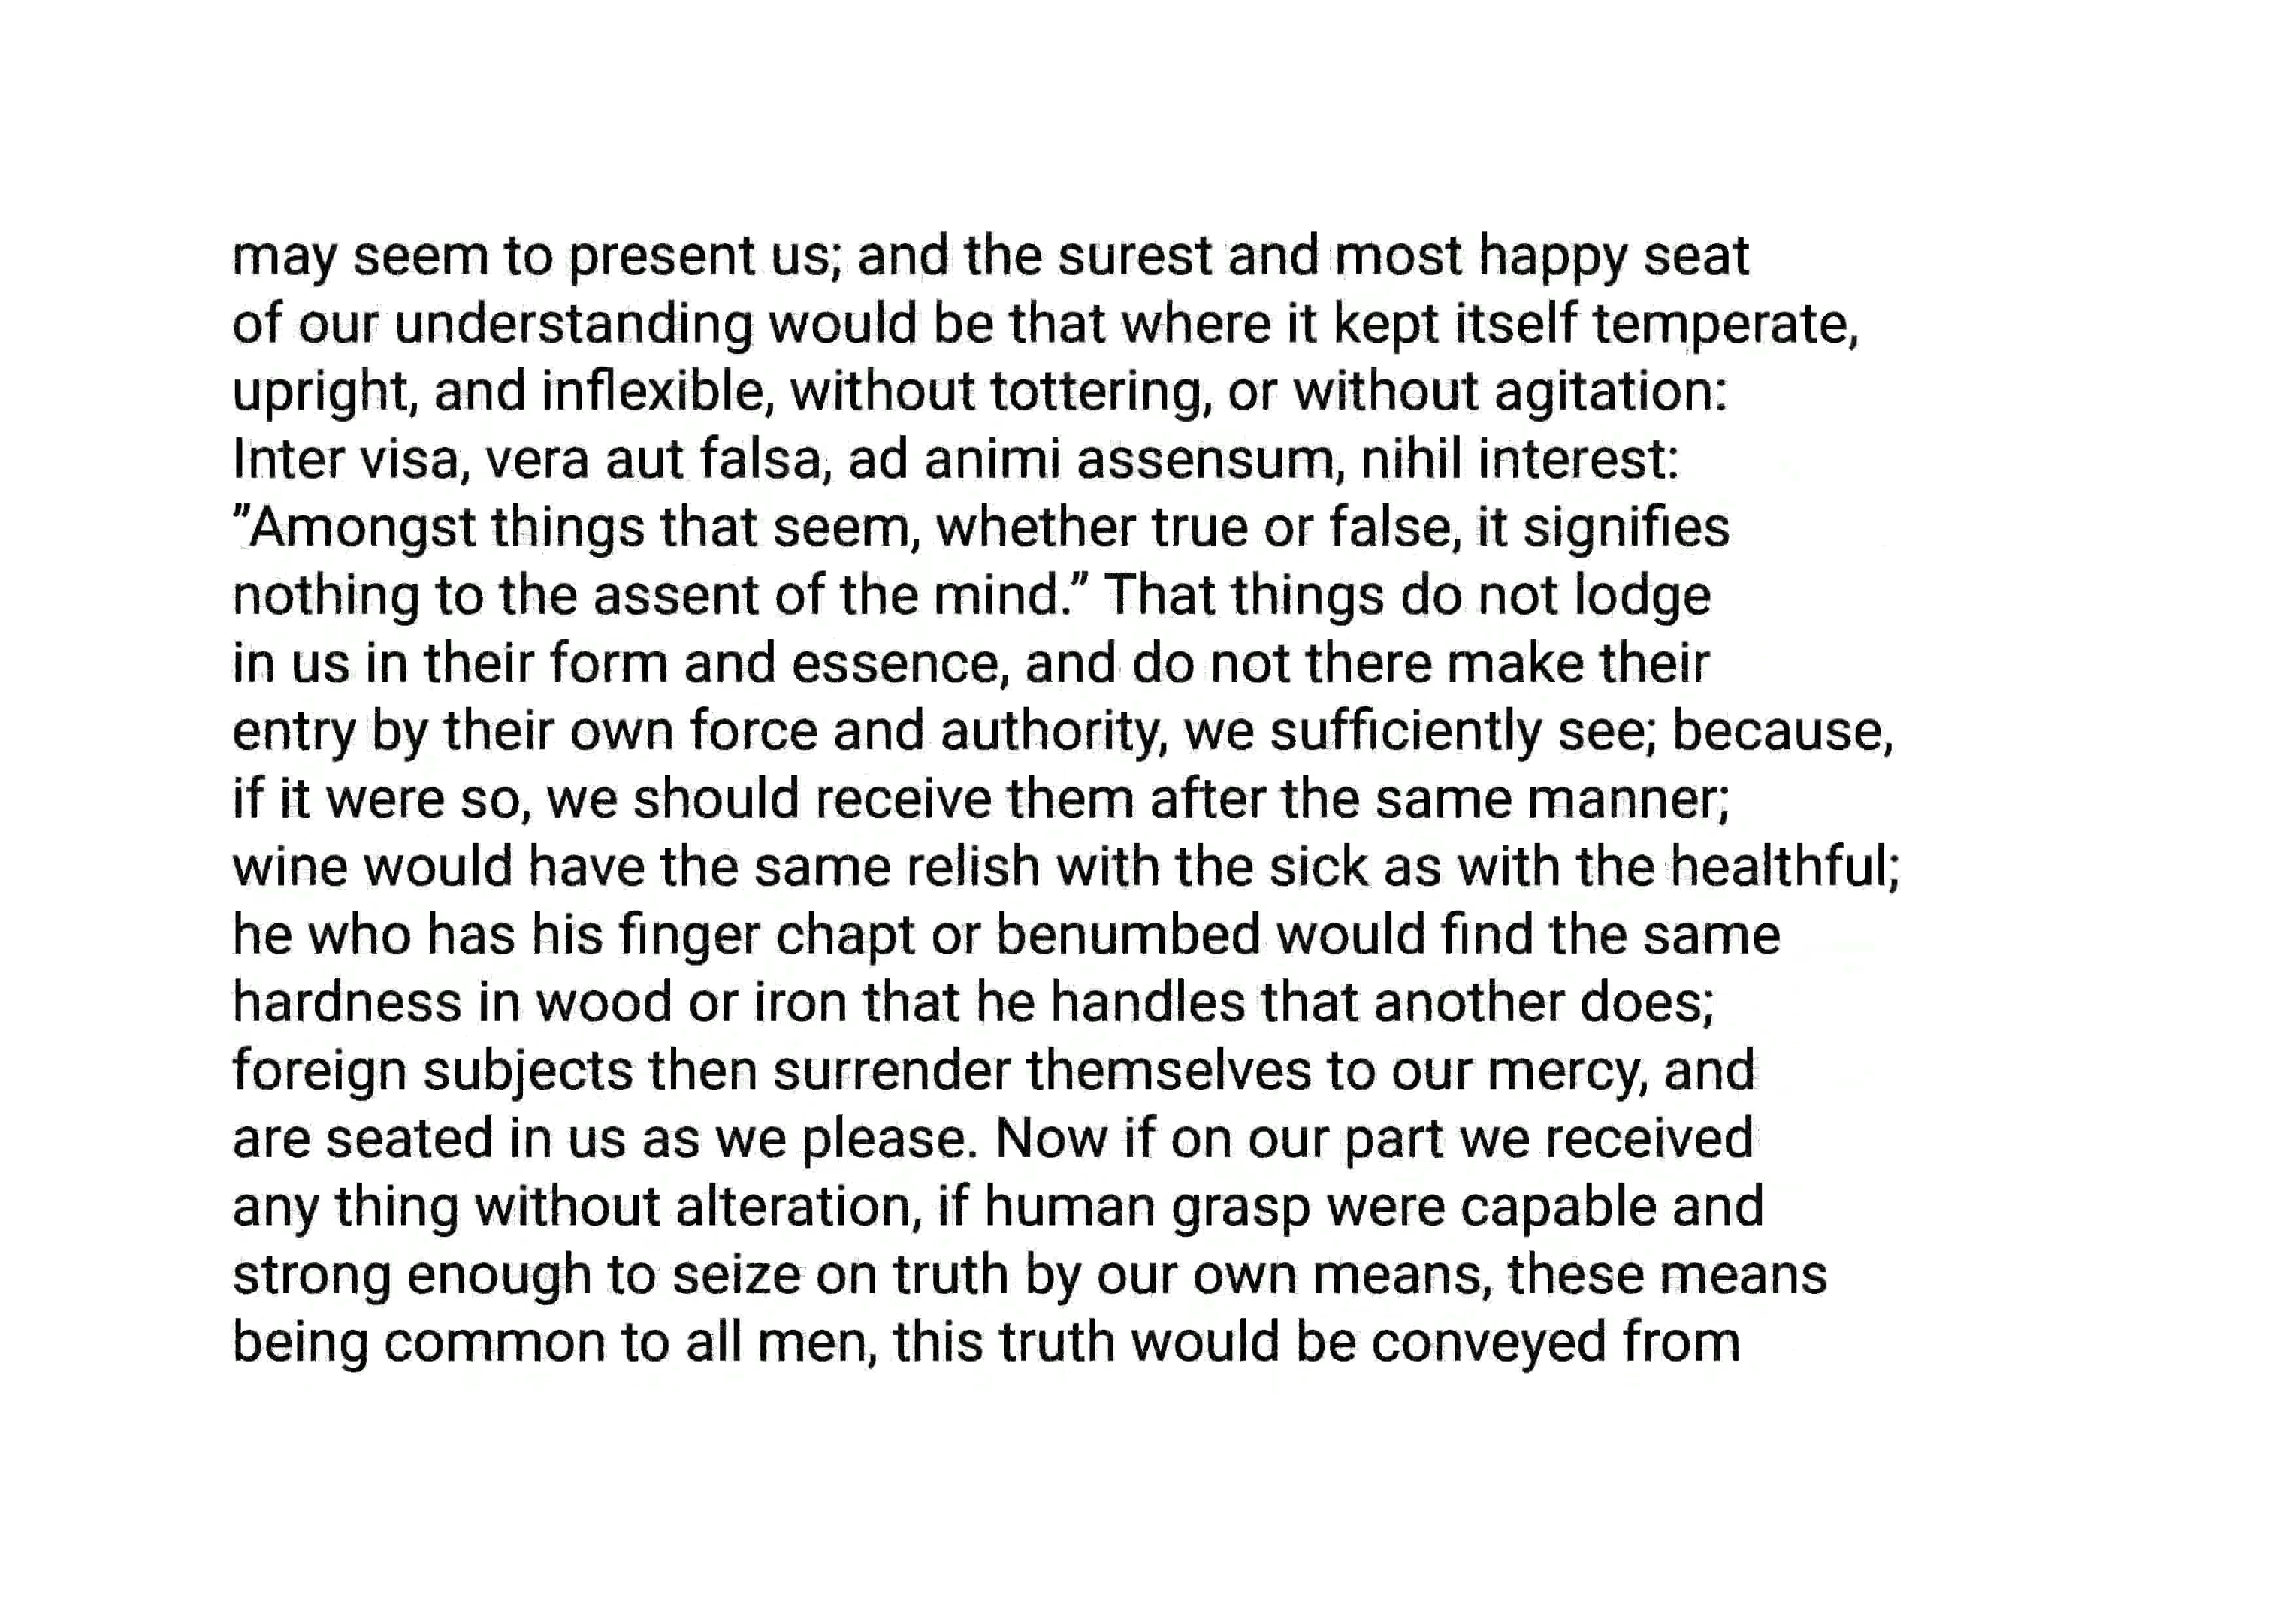 may seem to present us; and the surest and most happy seat
of our understanding would be that where it kept itself temperate,
upright, and inflexible, without tottering, or without agitation:
Inter visa, vera aut falsa, ad animi assensum, nihil interest:
”Amongst things that seem, whether true or false, it signifies
nothing to the assent of the mind.” That things do not lodge
in us in their form and essence, and do not there make their
entry by their own force and authority, we sufficiently see; because,
if it were so, we should receive them after the same manner;
wine would have the same relish with the sick as with the healthful;
he who has his finger chapt or benumbed would find the same
hardness in wood or iron that he handles that another does;
foreign subjects then surrender themselves to our mercy, and
are seated in us as we please. Now if on our part we received
any thing without alteration, if human grasp were capable and
strong enough to seize on truth by our own means, these means
being common to all men, this truth would be conveyed from